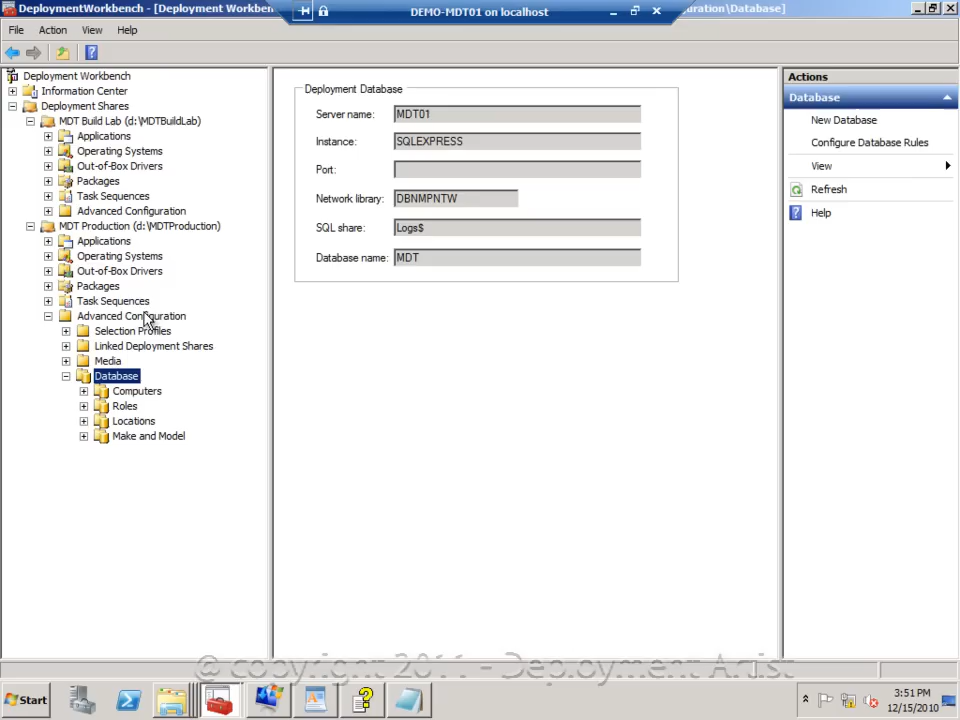 DeploymentWorkbench - [Deployment Workben
DEMO-MDT01 on localhost
uration\Database]
File Action View Help
Deployment Workbench
Information Center
Deployment Shares
MDT Build Lab (d:\MDTBuildLab)
Applications
Operating Systems
Out-of-Box Drivers
Packages
Task Sequences
Advanced Configuration
MDT Production (d:\MDTProduction)
Applications
Operating Systems
Out-of-Box Drivers
Packages
Task Sequences
Advanced Configuration
Selection Profiles
Linked Deployment Shares
Media
Database
Computers
Roles
Locations
Make and Model
Deployment Database
Server name: MDT01
Instance: SQLEXPRESS
Port:
Network library: DBNMPNTW
SQL share: Logs$
Database name: MDT
Actions
Database
New Database
Configure Database Rules
View
Refresh
Help
@ copyright 2011 - Deployment Artist
Start
3:51 PM
12/15/2010